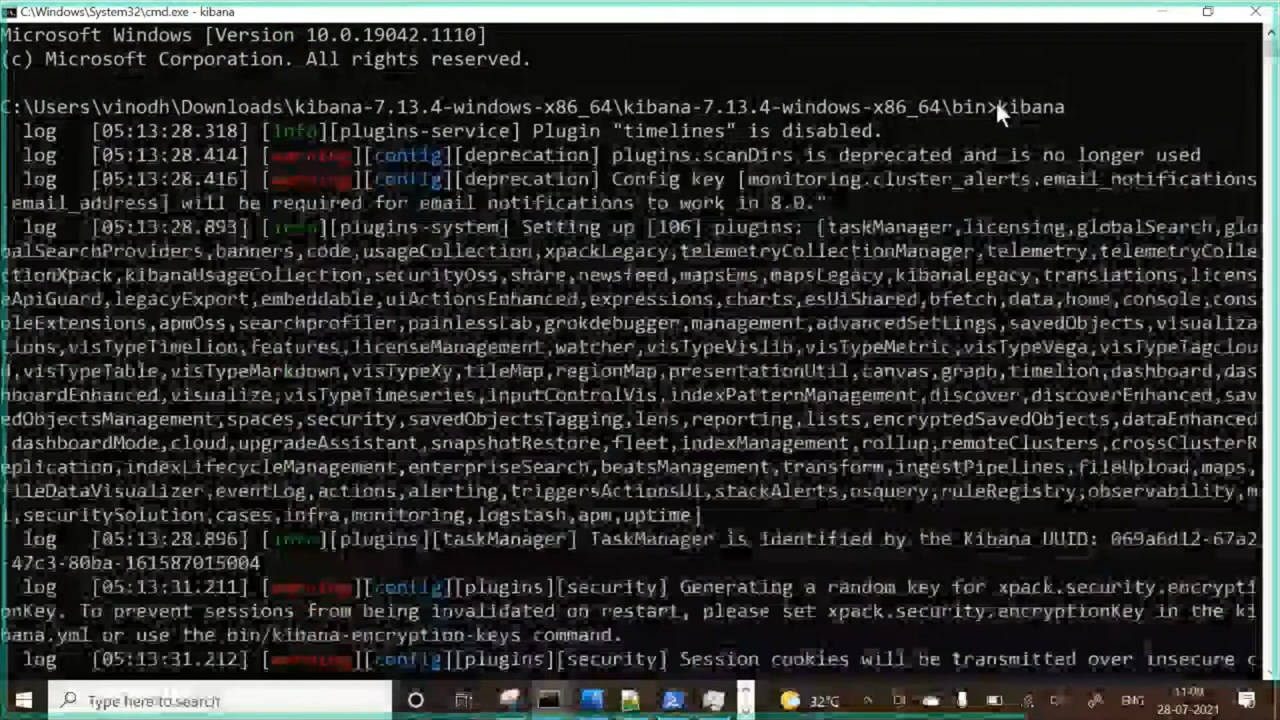 C:\Windows\System32\cmd.exe - kibana
Microsoft Windows [Version 10.0.19042.1110]
(c) Microsoft Corporation. All rights reserved.
C:\Users\vinodh\Downloads\kibana-7.13.4-windows-x86_64\kibana-7.13.4-windows-x86_64\bin>kibana
log [05:13:28.318] [info][plugins-service] Plugin "timelines" is disabled.
log [05:13:28.414] [warning][config][deprecation] plugins.scanDirs is deprecated and is no longer used
log [05:13:28.416] [warning][config][deprecation] Config key [monitoring.cluster_alerts.email_notifications
.email_address] will be required for email notifications to work in 8.0."
log [05:13:28.893] [info][plugins-system] Setting up [106] plugins: [taskManager,licensing,globalSearch,glo
balSearchProviders,banners,code,usageCollection,xpackLegacy,telemetryCollectionManager,telemetry,telemetryColle
ctionXpack,kibanaUsageCollection,securityOss,share,newsfeed,mapsEms,mapsLegacy,kibanaLegacy,translations,licens
eApiGuard,legacyExport,embeddable,uiActionsEnhanced,expressions,charts,esUiShared,bfetch,data,home,console,cons
oleExtensions,apmOss,searchprofiler,painlessLab,grokdebugger,management,advancedSettings,savedObjects,visualiza
tions,visTypeTimelion,features,licenseManagement,watcher,visTypeVislib,visTypeMetric,visTypeVega,visTypeTagclou
d,visTypeTable,visTypeMarkdown,visTypeXy,tileMap,regionMap,presentationUtil,canvas,graph,timelion,dashboard,das
hboardEnhanced,visualize,visTypeTimeseries,inputControlVis,indexPatternManagement,discover,discoverEnhanced,sav
edObjectsManagement,spaces,security,savedObjectsTagging,lens,reporting,lists,encryptedSavedObjects,dataEnhanced
,dashboardMode,cloud,upgradeAssistant,snapshotRestore,fleet,indexManagement,rollup,remoteClusters,crossClusterR
eplication,indexLifecycleManagement,enterpriseSearch,beatsManagement,transform,ingestPipelines,fileUpload,maps,
fileDataVisualizer,eventLog,actions,alerting,triggersActionsUi,stackAlerts,osquery,ruleRegistry,observability,m
l,securitySolution,cases,infra,monitoring,logstash,apm,uptime]
log [05:13:28.896] [info][plugins][taskManager] TaskManager is identified by the Kibana UUID: 069a6d12-67a2
-47c3-80ba-161587015004
log [05:13:31.211] [warning][config][plugins][security] Generating a random key for xpack.security.encrypti
onKey. To prevent sessions from being invalidated on restart, please set xpack.security.encryptionKey in the ki
bana.yml or use the bin/kibana-encryption-keys command.
log [05:13:31.212] [warning][config][plugins][security] Session cookies will be transmitted over insecure c
Type here to search
32°C
ENG
28-07-2021